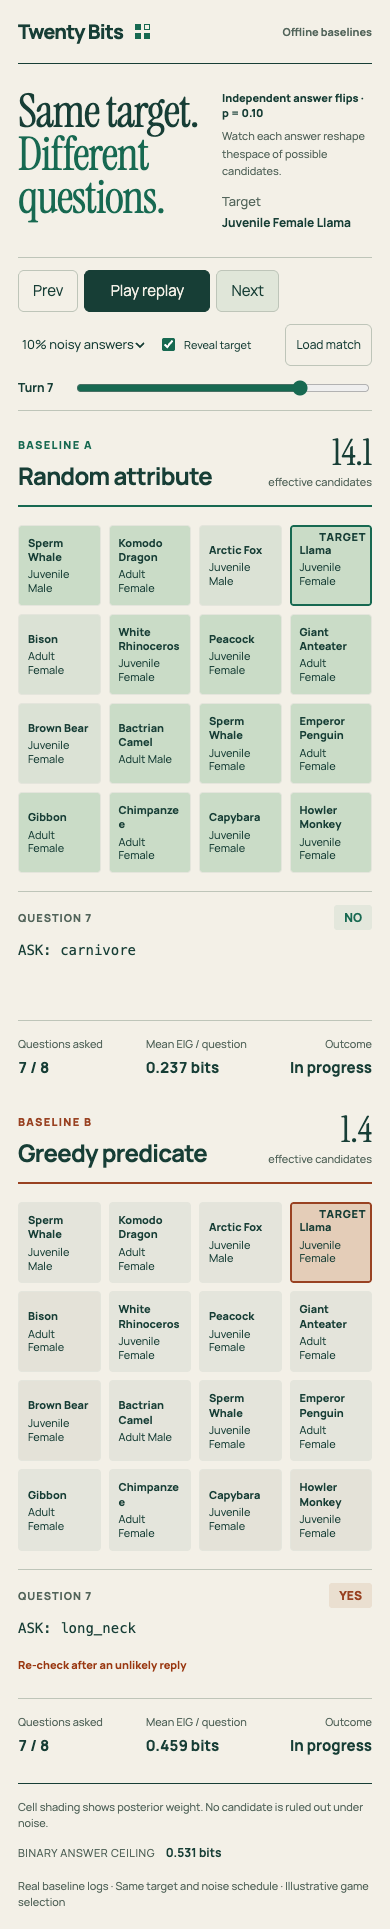 Twenty Bits
Offline baselines
Same target.
Different
questions.
Independent answer flips ·
p = 0.10
Watch each answer reshape
thespace of possible
candidates.
Target
Juvenile Female Llama
Prev
Play replay
Next
10% noisy answers
Reveal target
Load match
Turn 7
BASELINE A
Random attribute
14.1
effective candidates
Sperm
Whale
Juvenile
Male
Komodo
Dragon
Adult
Female
Arctic Fox
Juvenile
Male
TARGET
Llama
Juvenile
Female
Bison
Adult
Female
White
Rhinoceros
Juvenile
Female
Peacock
Juvenile
Female
Giant
Anteater
Adult
Female
Brown Bear
Juvenile
Female
Bactrian
Camel
Adult Male
Sperm
Whale
Juvenile
Female
Emperor
Penguin
Adult
Female
Gibbon
Adult
Female
Chimpanze
e
Adult
Female
Capybara
Juvenile
Female
Howler
Monkey
Juvenile
Female
QUESTION 7
NO
ASK: carnivore
Questions asked
7 / 8
Mean EIG / question
0.237 bits
Outcome
In progress
BASELINE B
Greedy predicate
1.4
effective candidates
Sperm
Whale
Juvenile
Male
Komodo
Dragon
Adult
Female
Arctic Fox
Juvenile
Male
TARGET
Llama
Juvenile
Female
Bison
Adult
Female
White
Rhinoceros
Juvenile
Female
Peacock
Juvenile
Female
Giant
Anteater
Adult
Female
Brown Bear
Juvenile
Female
Bactrian
Camel
Adult Male
Sperm
Whale
Juvenile
Female
Emperor
Penguin
Adult
Female
Gibbon
Adult
Female
Chimpanze
e
Adult
Female
Capybara
Juvenile
Female
Howler
Monkey
Juvenile
Female
QUESTION 7
YES
ASK: long_neck
Re-check after an unlikely reply
Questions asked
7 / 8
Mean EIG / question
0.459 bits
Outcome
In progress
Cell shading shows posterior weight. No candidate is ruled out under
noise.
BINARY ANSWER CEILING 0.531 bits
Real baseline logs · Same target and noise schedule · Illustrative game
selection